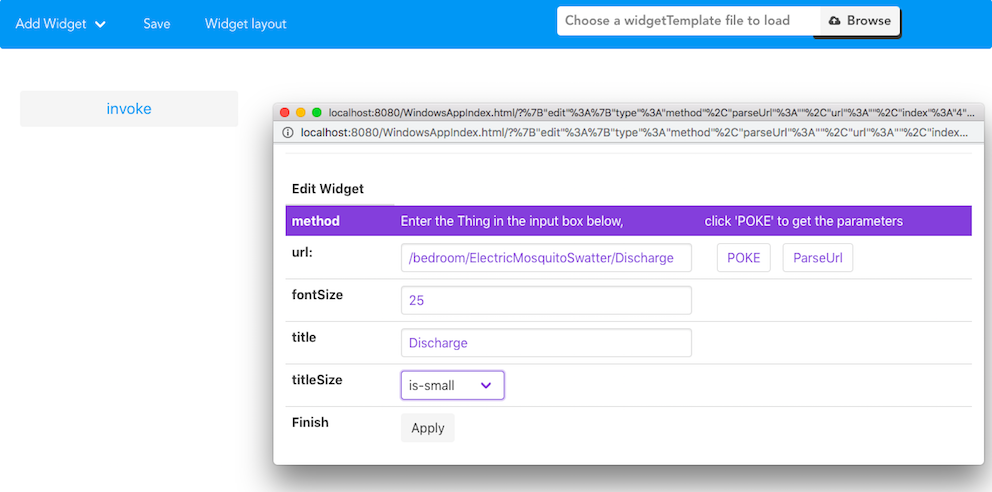 Add Widget Save Widget layout Choose a widgetTemplate file to load Browse
invoke
localhost:8080/WindowsAppIndex.html/?%7B"edit"%3A%7B"type"%3A"method"%2C"parseUrl"%3A""%2C"url"%3A""%2C"index"%3A"4"...
localhost:8080/WindowsAppIndex.html/?%7B"edit"%3A%7B"type"%3A"method"%2C"parseUrl"%3A""%2C"url"%3A""%2C"index...
Edit Widget
method Enter the Thing in the input box below, click 'POKE' to get the parameters
url: /bedroom/ElectricMosquitoSwatter/Discharge POKE ParseUrl
fontSize 25
title Discharge
titleSize is-small
Finish Apply